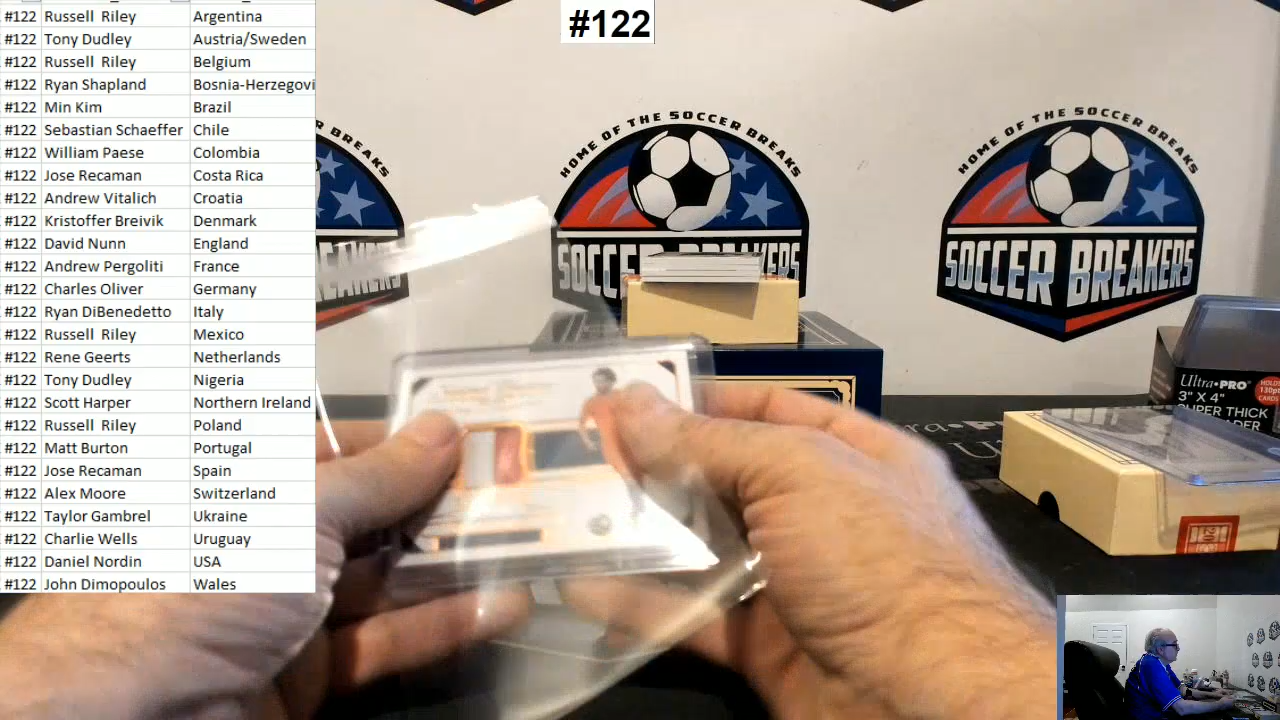 #122 Russell Riley Argentina
#122 Tony Dudley Austria/Sweden
#122 Russell Riley Belgium
#122 Ryan Shapland Bosnia-Herzegovi
#122 Min Kim Brazil
#122 Sebastian Schaeffer Chile
#122 William Paese Colombia
#122 Jose Recaman Costa Rica
#122 Andrew Vitalich Croatia
#122 Kristoffer Breivik Denmark
#122 David Nunn England
#122 Andrew Pergoliti France
#122 Charles Oliver Germany
#122 Ryan DiBenedetto Italy
#122 Russell Riley Mexico
#122 Rene Geerts Netherlands
#122 Tony Dudley Nigeria
#122 Scott Harper Northern Ireland
#122 Russell Riley Poland
#122 Matt Burton Portugal
#122 Jose Recaman Spain
#122 Alex Moore Switzerland
#122 Taylor Gambrel Ukraine
#122 Charlie Wells Uruguay
#122 Daniel Nordin USA
#122 John Dimopoulos Wales
#122
R BREAKS
EAKERS
HOME OF THE SOCCER BREAKS
SOCCER BREAKERS
HOME OF THE SOCCER BREAKS
SOCCER BREAKERS
Ultra•PRO
HOLDS
130pt
CARDS
3" X 4"
SUPER THICK